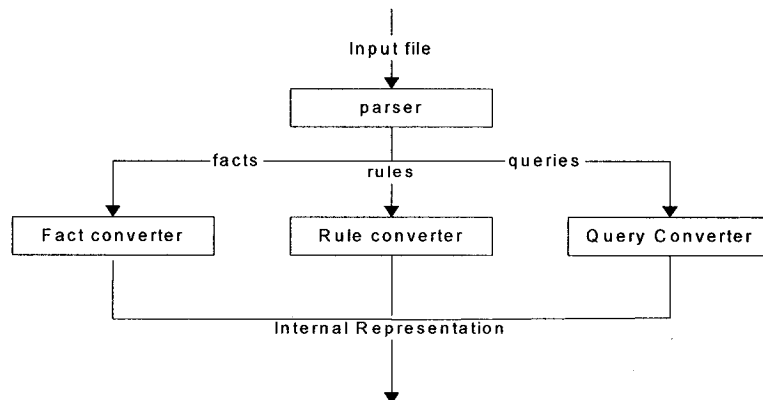 Input file
parser
facts
rules
queries
Fact converter
Rule converter
Query Converter
Internal Representation